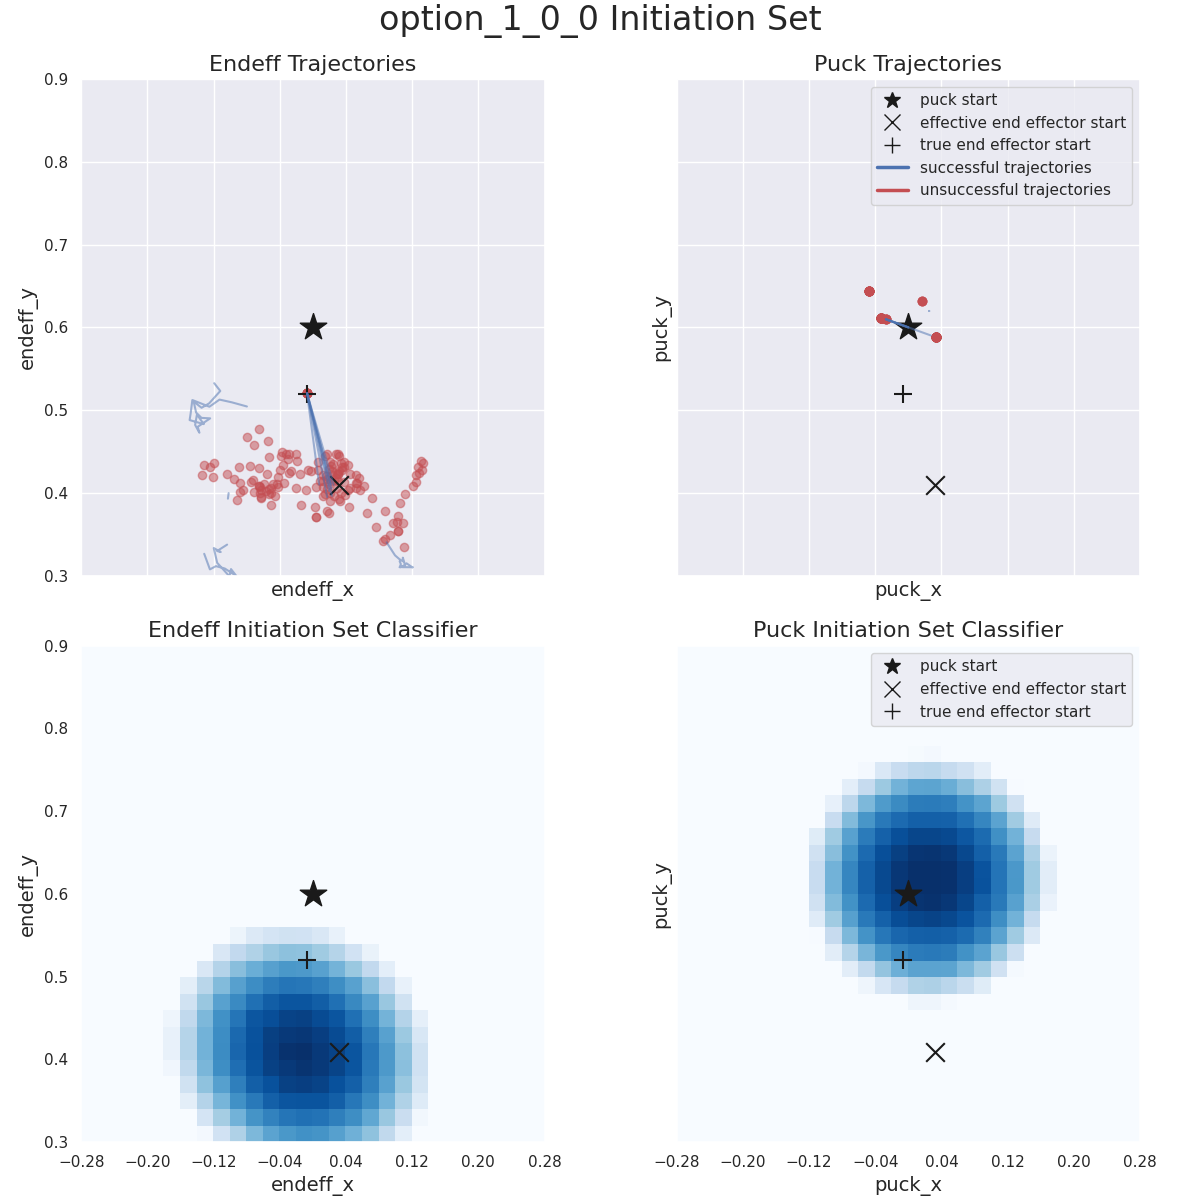 option_1_0_0 Initiation Set
Endeff Trajectories
0.9
0.8
0.7
0.6
0.5
0.4
0.3
endeff_y
endeff_x
Puck Trajectories
puck start
effective end effector start
true end effector start
successful trajectories
unsuccessful trajectories
puck_y
puck_x
Endeff Initiation Set Classifier
0.9
0.8
0.7
0.6
0.5
0.4
0.3
endeff_y
−0.28 −0.20 −0.12 −0.04 0.04 0.12 0.20 0.28
endeff_x
Puck Initiation Set Classifier
puck start
effective end effector start
true end effector start
puck_y
−0.28 −0.20 −0.12 −0.04 0.04 0.12 0.20 0.28
puck_x